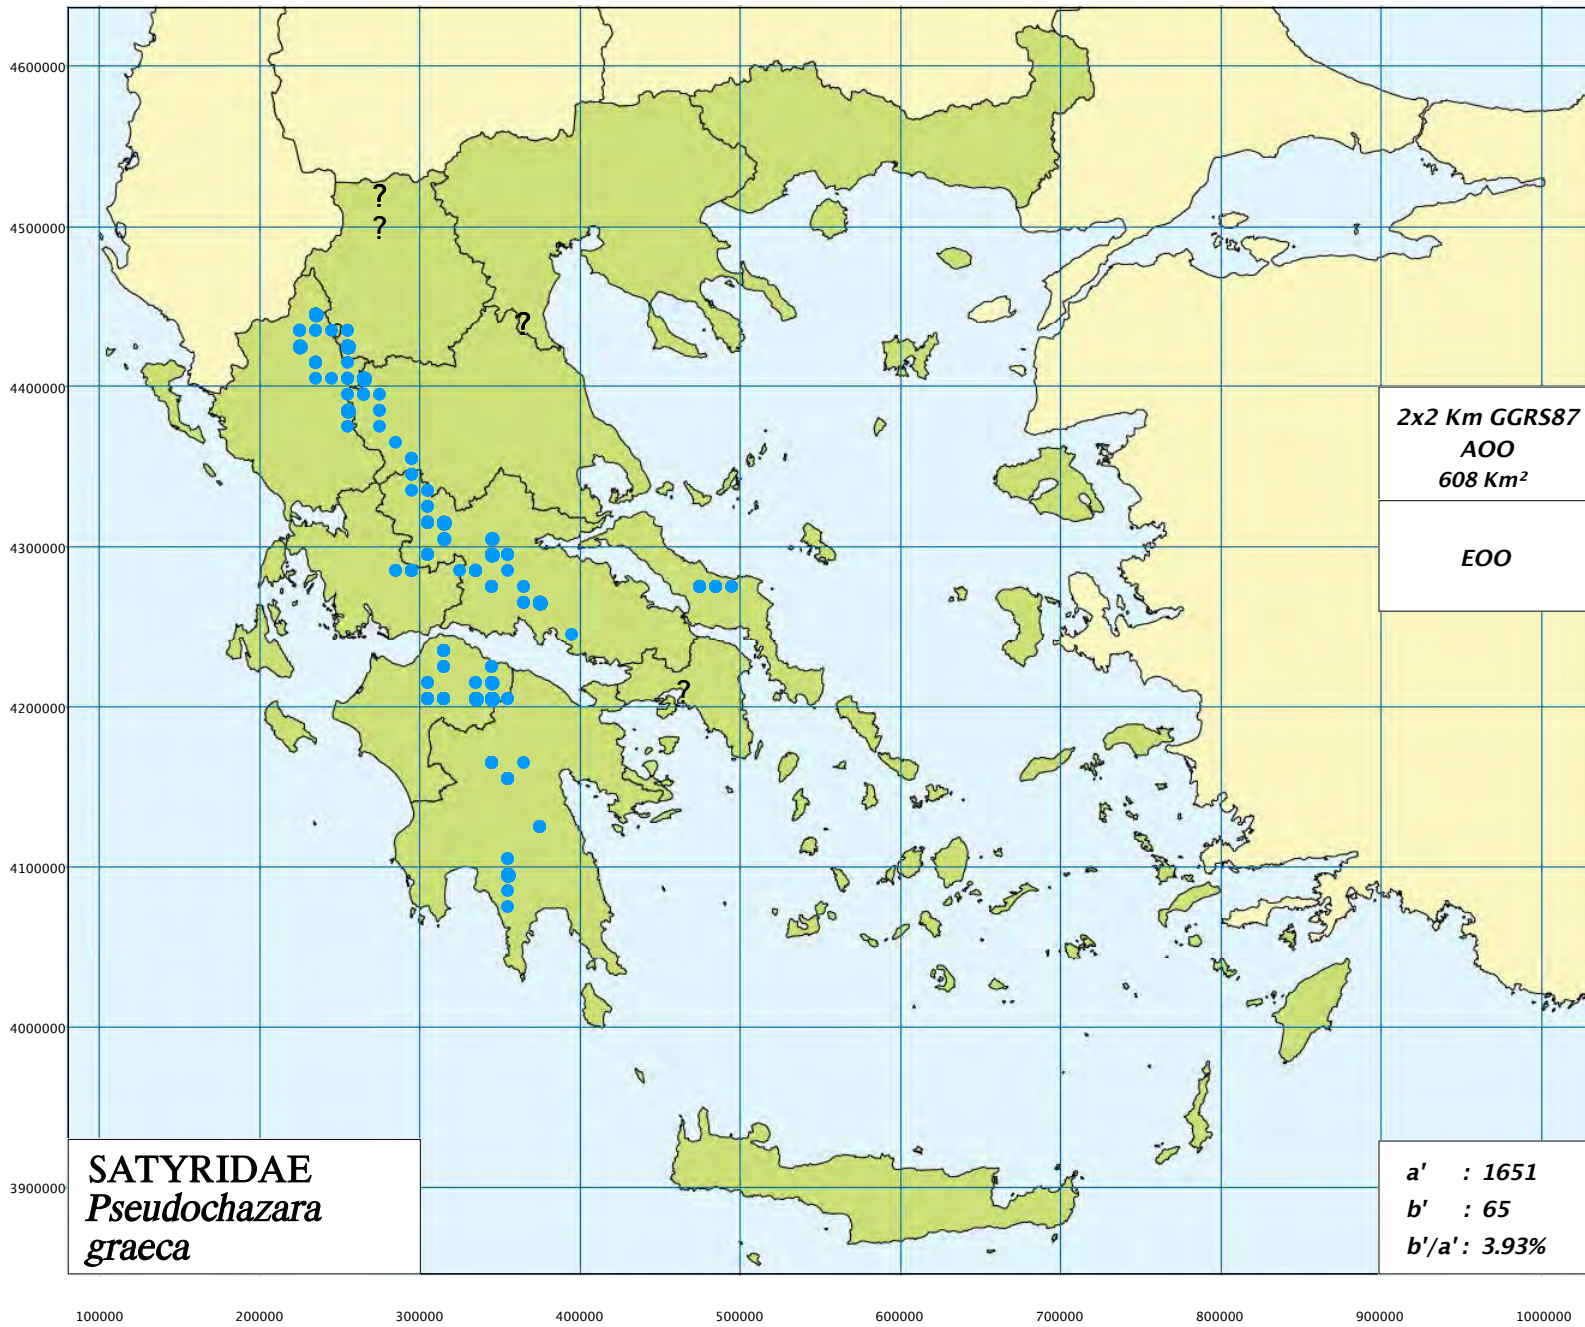 4600000
4500000
4400000
4300000
4200000
4100000
4000000
3900000
?
?
?
?
2x2 Km GGRS87
AOO
608 Km²
EOO
SATYRIDAE
Pseudochazara
graeca
a' : 1651
b' : 65
b'/a' : 3.93%
100000 200000 300000 400000 500000 600000 700000 800000 900000 1000000